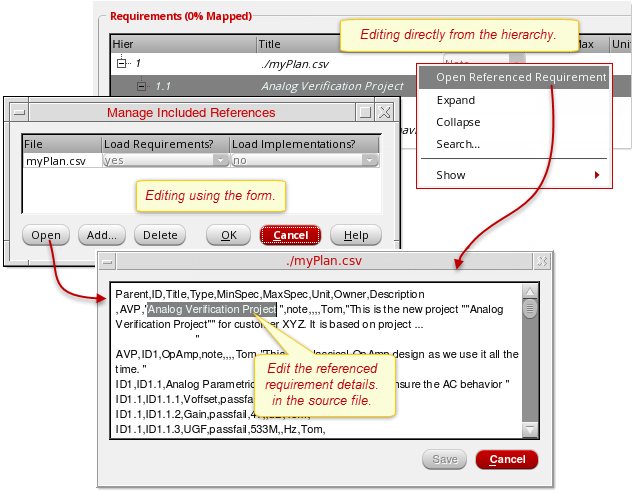 Requirements (0% Mapped)
Editing directly from the hierarchy.
Hier Title Max Uni
1 ./myPlan.csv
1.1 Analog Verification Project
Open Referenced Requirement
Expand
Collapse
Search...
Show
Manage Included References
File Load Requirements? Load Implementations?
myPlan.csv yes no
Editing using the form.
Open Add... Delete OK Cancel Help
./myPlan.csv
Parent,ID,Title,Type,MinSpec,MaxSpec,Unit,Owner,Description
,AVP,"Analog Verification Project ",note,,,,Tom,"This is the new project ""Analog
Verification Project"" for customer XYZ. It is based on project ...
"
AVP,ID1,OpAmp,note,,,,Tom, OpAmp design as we use it all the
time. "
ID1,ID1.1,Analog Parametric the AC behavior "
ID1.1,ID1.1.1,Voffset,passfail
ID1.1,ID1.1.2,Gain,passfail
ID1.1,ID1.1.3,UGF,passfail,533M,,Hz,Tom,
Edit the referenced
requirement details.
in the source file.
Save Cancel